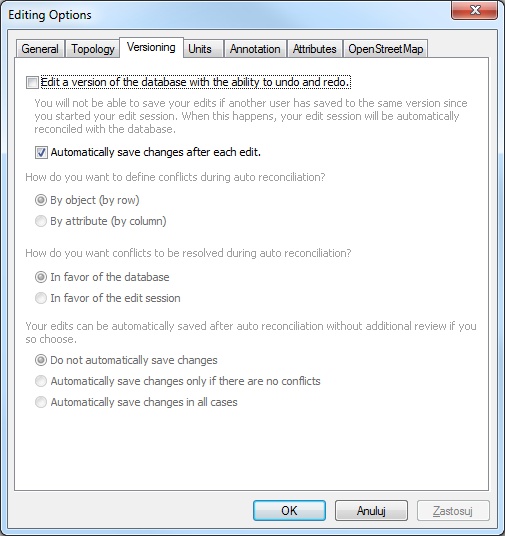 Editing Options
General Topology Versioning Units Annotation Attributes OpenStreetMap
Edit a version of the database with the ability to undo and redo.
You will not be able to save your edits if another user has saved to the same version since
you started your edit session. When this happens, your edit session will be automatically
reconciled with the database.
Automatically save changes after each edit.
How do you want to define conflicts during auto reconciliation?
By object (by row)
By attribute (by column)
How do you want conflicts to be resolved during auto reconciliation?
In favor of the database
In favor of the edit session
Your edits can be automatically saved after auto reconciliation without additional review if you
so choose.
Do not automatically save changes
Automatically save changes only if there are no conflicts
Automatically save changes in all cases
OK Anuluj Zastosuj